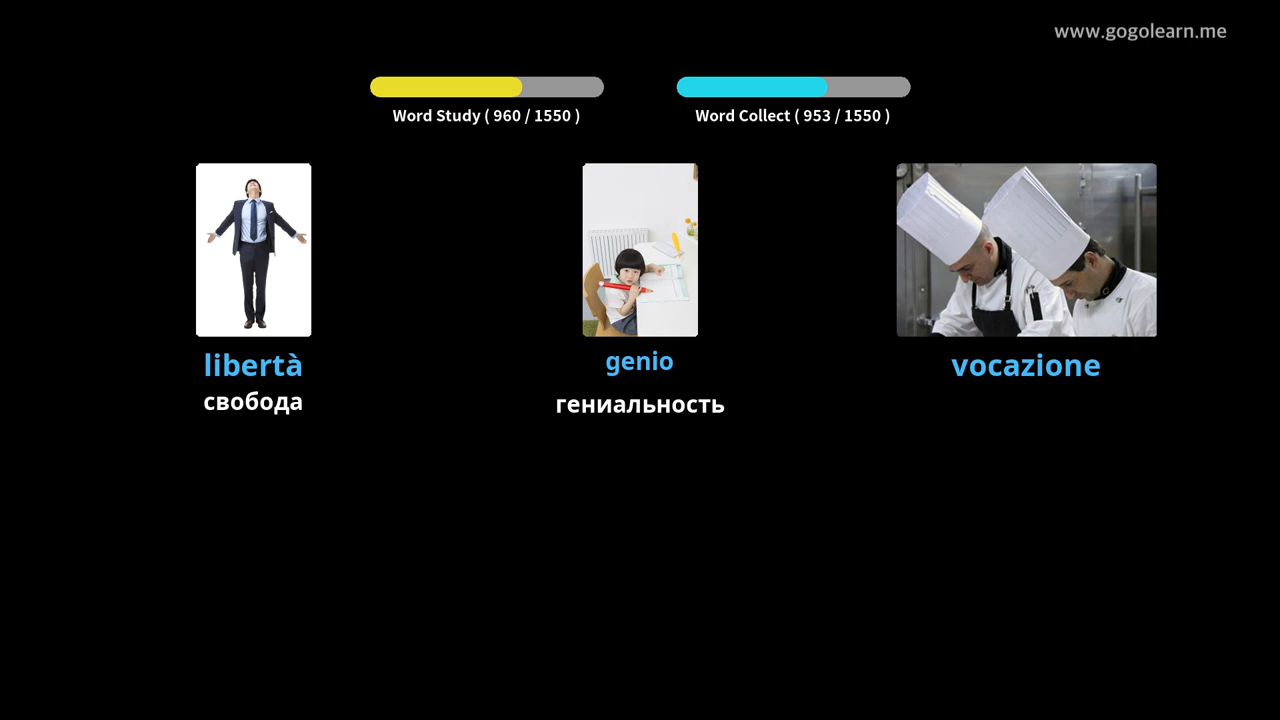 www.gogolearn.me
Word Study ( 960 / 1550 )
Word Collect ( 953 / 1550 )
libertà
свобода
genio
гениальность
vocazione